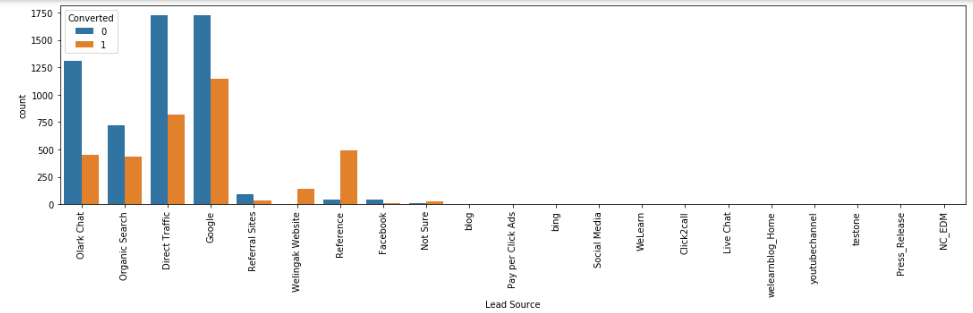 1750
1500
1250
1000
750
500
250
0
count
Converted
0
1
Olark Chat
Organic Search
Direct Traffic
Google
Referral Sites
Welingak Website
Reference
Facebook
Not Sure
blog
Pay per Click Ads
bing
Social Media
WeLearn
Click2call
Live Chat
welearnblog_Home
youtubechannel
testone
Press_Release
NC_EDM
Lead Source